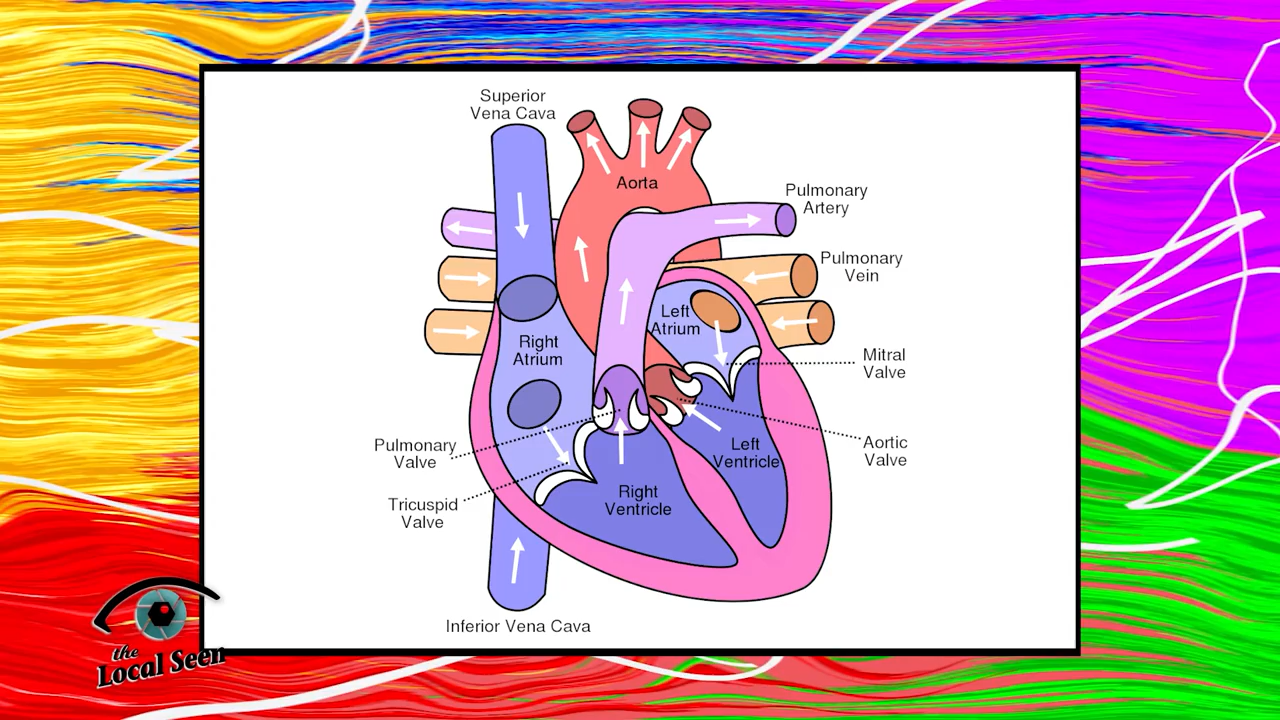 Superior
Vena Cava
Aorta
Pulmonary
Artery
Pulmonary
Vein
Left
Atrium
Right
Atrium
Mitral
Valve
Pulmonary
Valve
Left
Ventricle
Aortic
Valve
Tricuspid
Valve
Right
Ventricle
Inferior Vena Cava
the
Local Seen